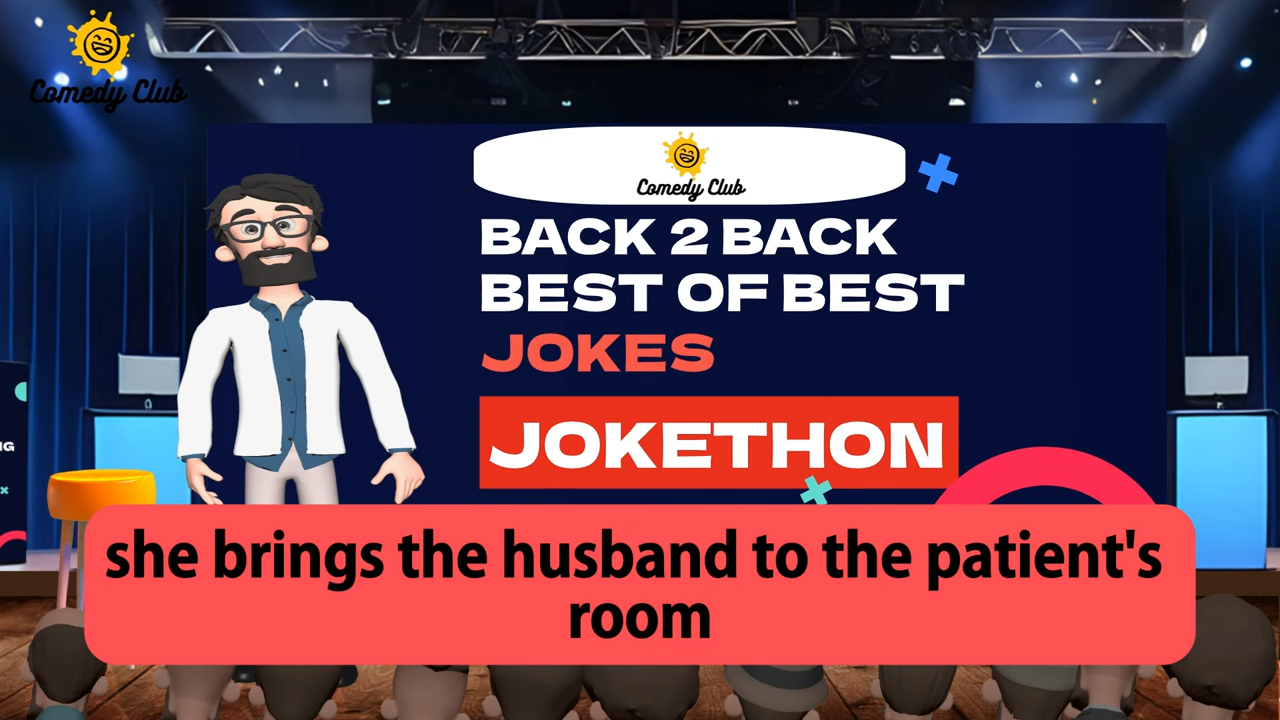 Comedy Club
Comedy Club
BACK 2 BACK
BEST OF BEST
JOKES
JOKETHON
she brings the husband to the patient's
room